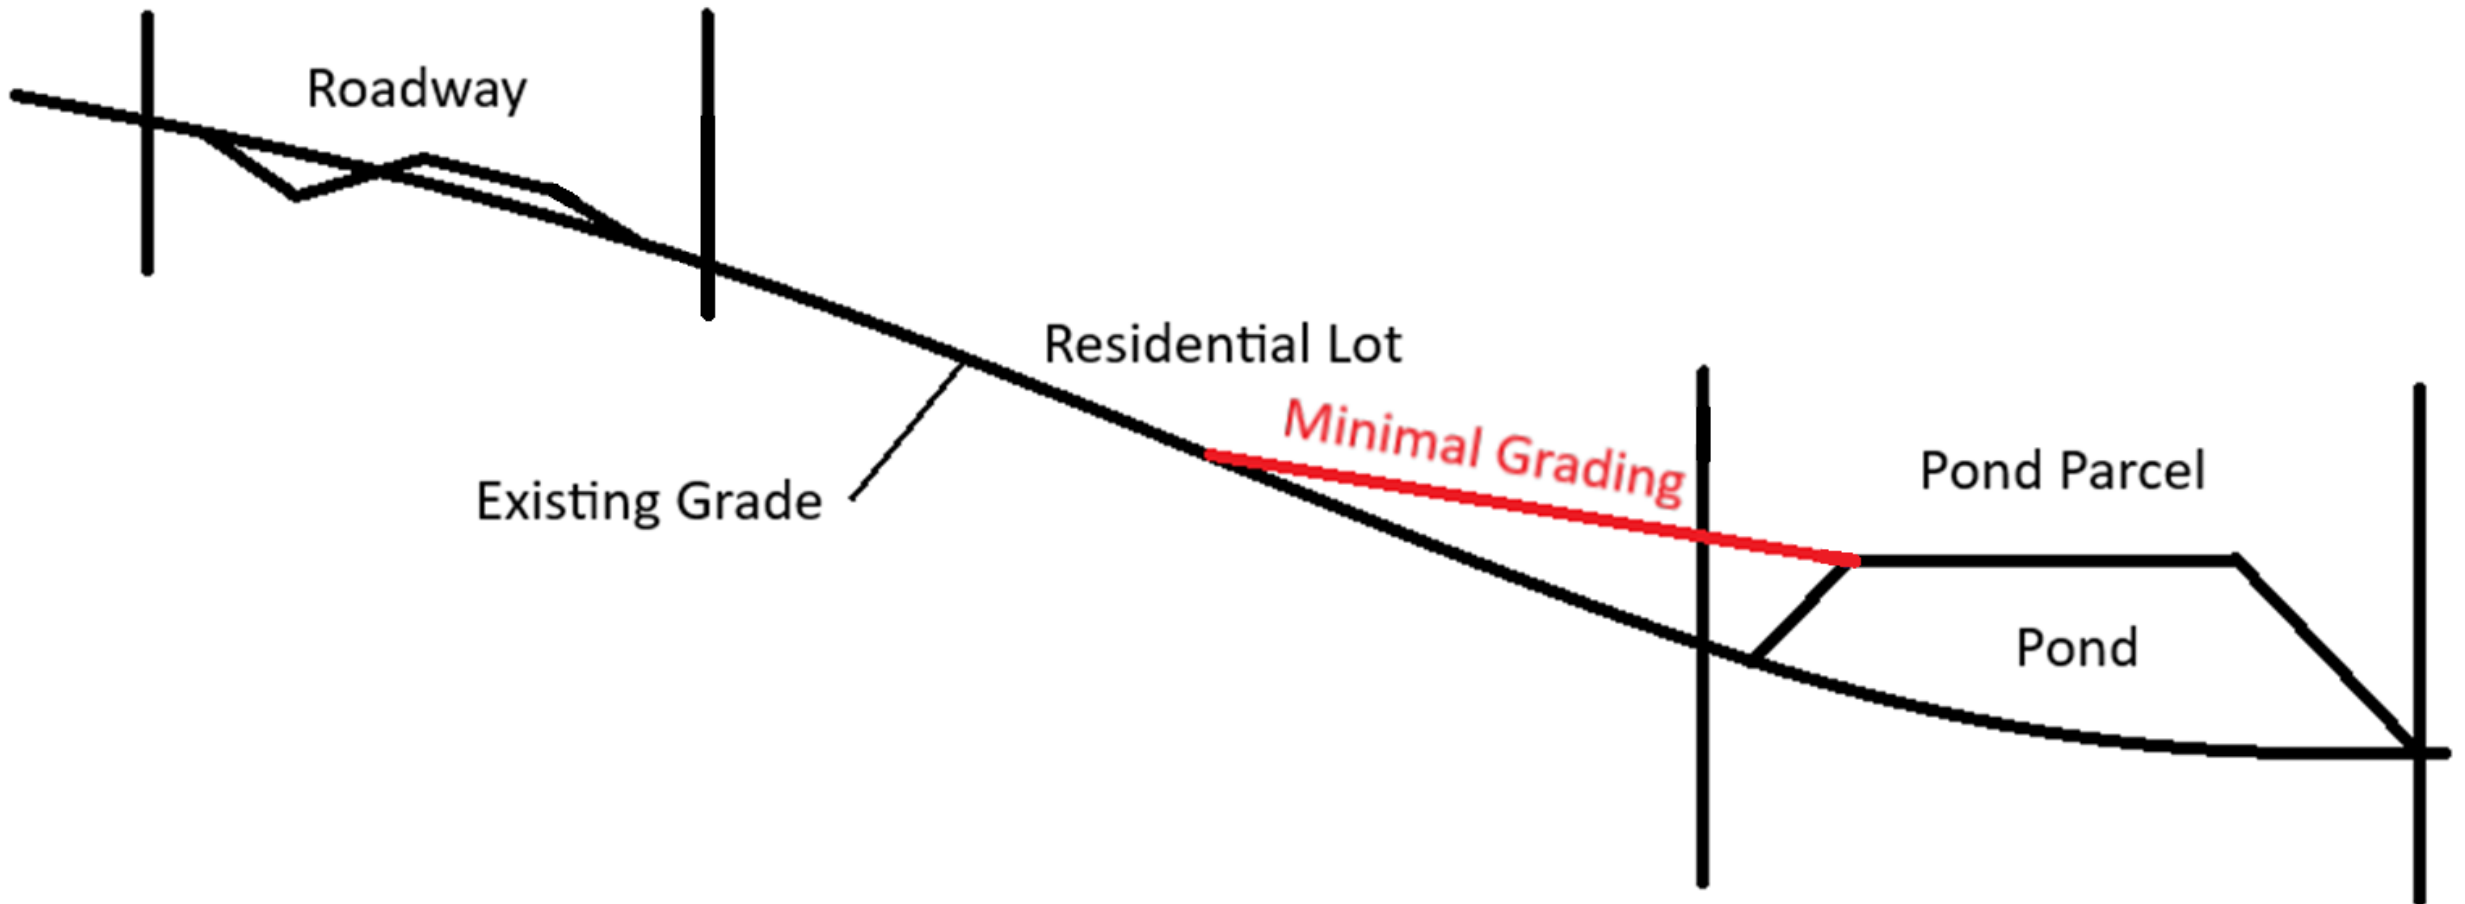 Roadway
Residential Lot
Minimal Grading
Pond Parcel
Existing Grade
Pond